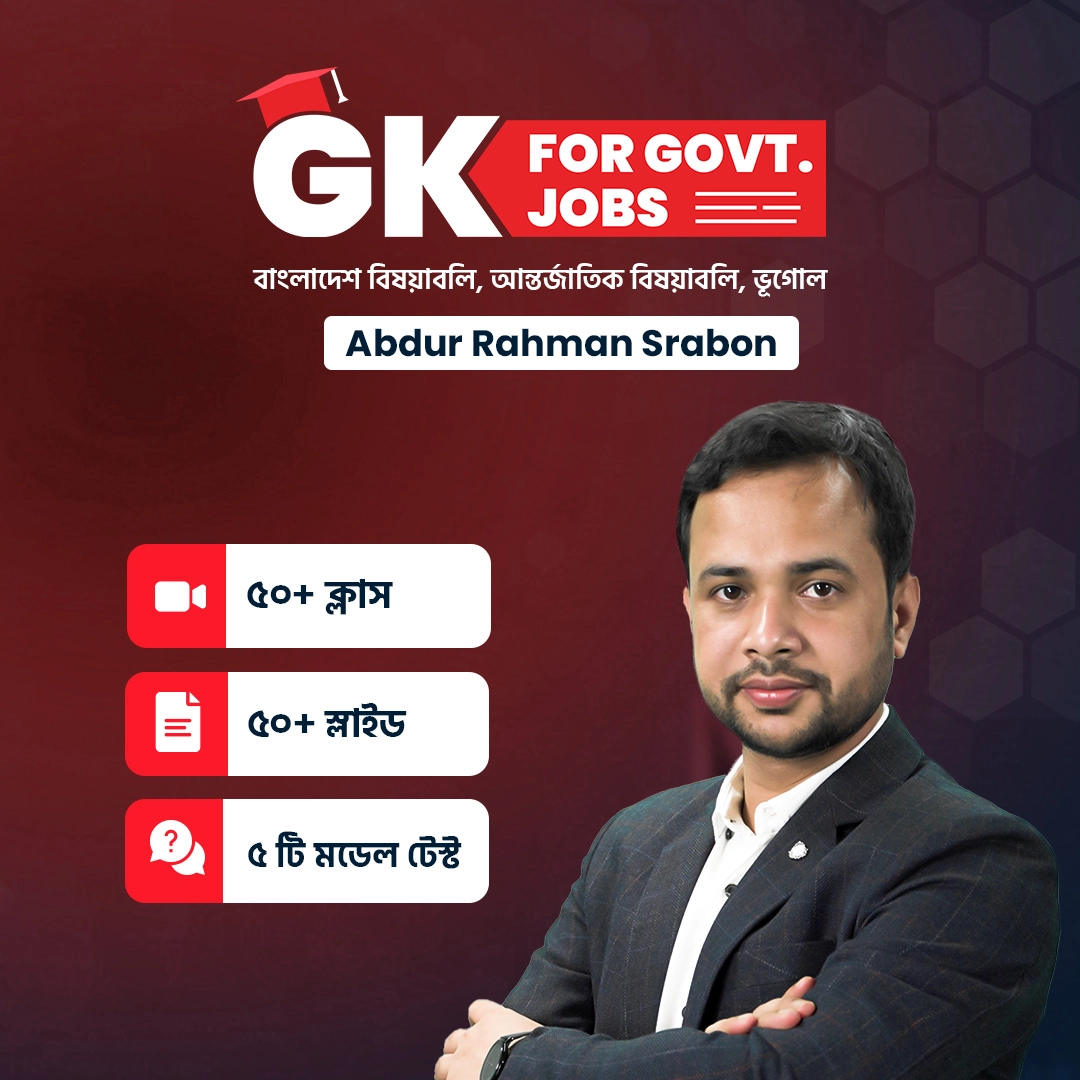 GK FOR GOVT.
JOBS
বাংলাদেশ বিষয়াবলি, আন্তর্জাতিক বিষয়াবলি, ভূগোল
Abdur Rahman Srabon
৫০+ ক্লাস
৫০+ স্লাইড
?
৫ টি মডেল টেস্ট